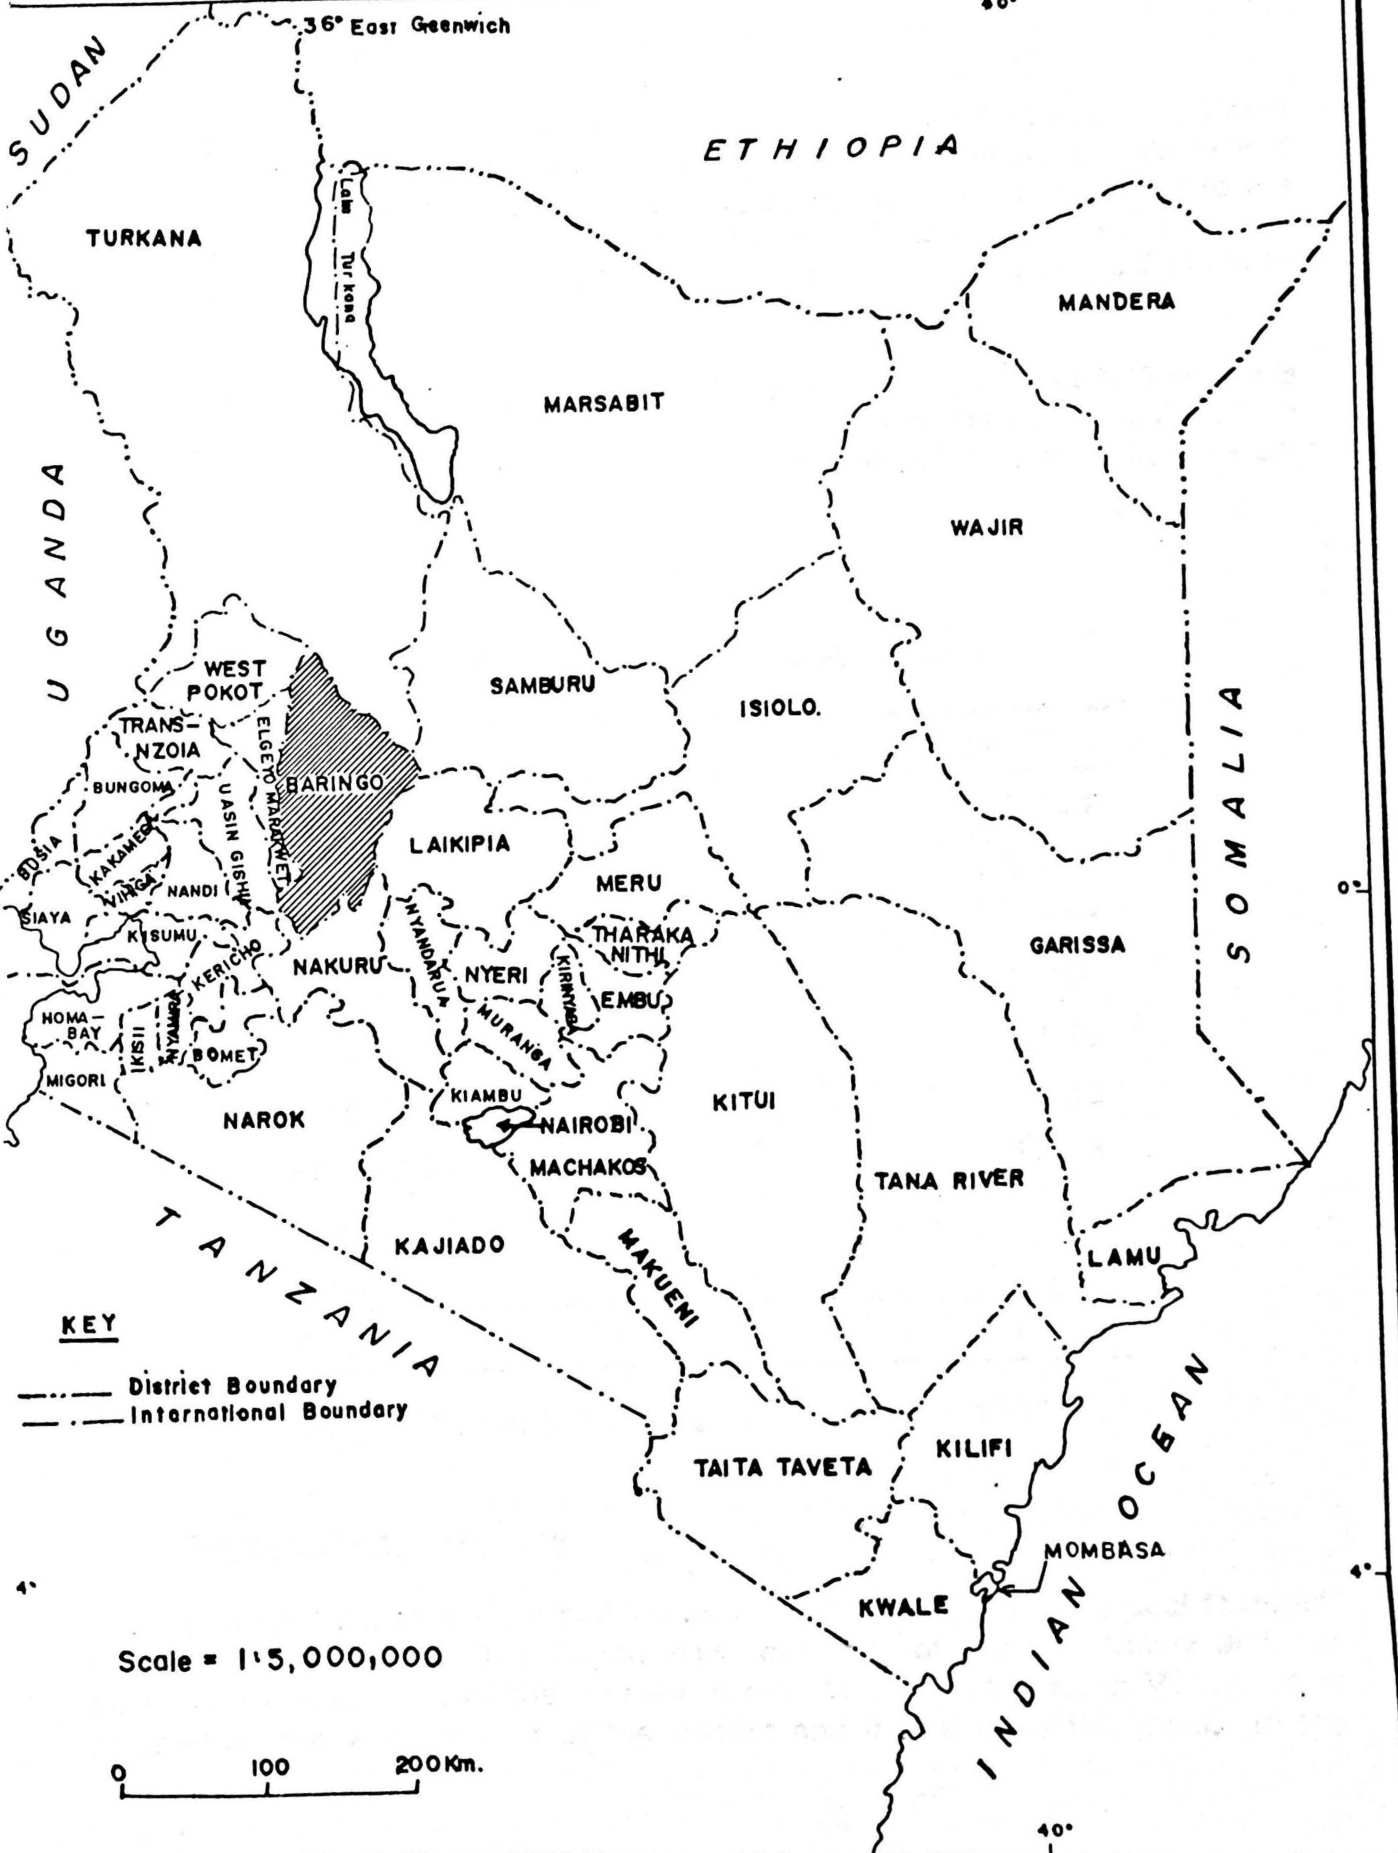 40°
36° East Greenwich
SUDAN
ETHIOPIA
TURKANA
Lake Turkana
MANDERA
MARSABIT
UGANDA
WAJIR
WEST
POKOT
SAMBURU
ISIOLO.
SOMALIA
TRANS-
NZOIA
ELGEYO MARAKWET
BARINGO
BUNGOMA
UASIN GISHU
LAIKIPIA
BUSIA
KAKAMEGA
VIHIGA
NANDI
MERU
0°
SIAYA
KISUMU
KERICHO
NAKURU
NYANDARUA
NYERI
KIRINYAGA
THARAKA
NITHI
GARISSA
EMBU
HOMA-
BAY
KISII
NYAMIRA
BOMET
MURANGA
MIGORI
NAROK
KIAMBU
NAIROBI
KITUI
MACHAKOS
TANA RIVER
TANZANIA
KAJIADO
MAKUENI
LAMU
KEY
District Boundary
International Boundary
TAITA TAVETA
KILIFI
INDIAN OCEAN
MOMBASA
4°
4°
KWALE
Scale = 1:5,000,000
0 100 200 Km.
40°